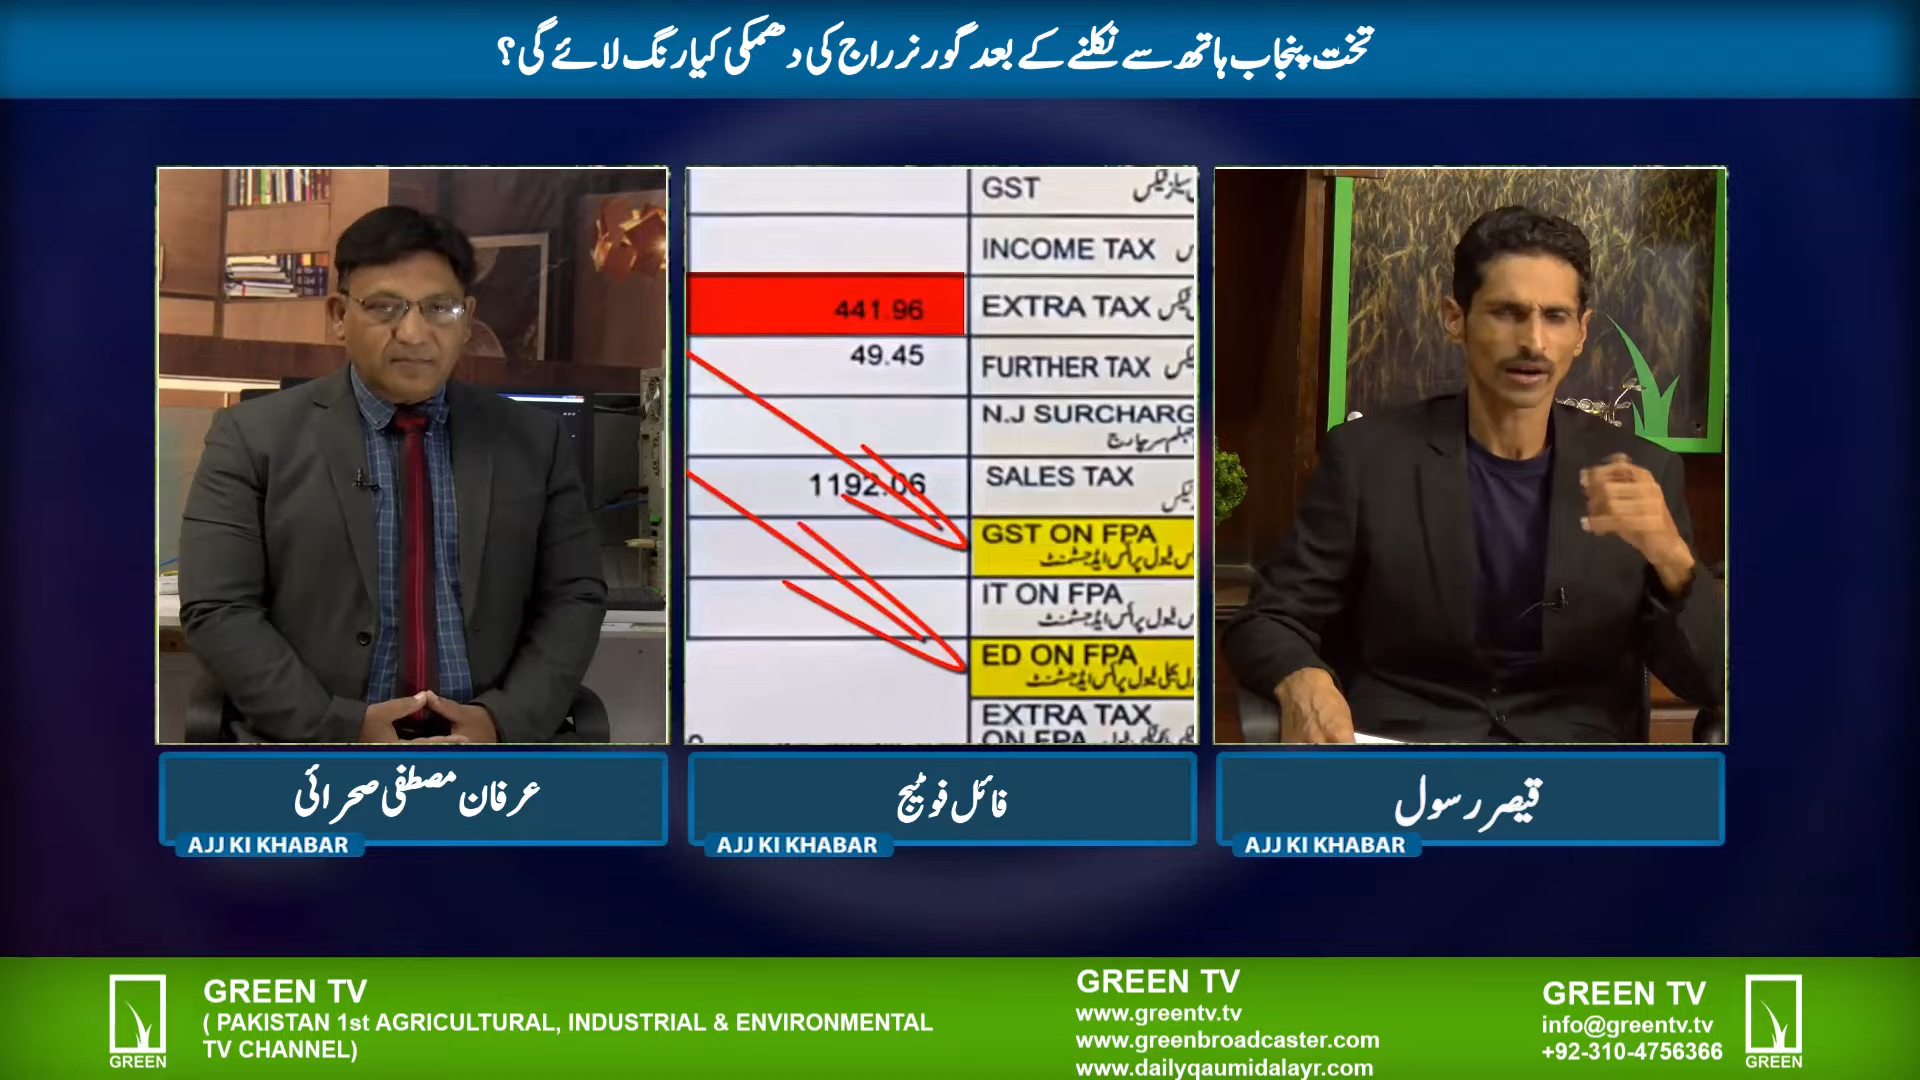 تخت پنجاب ہاتھ سے نکلنے کے بعد گورنر راج کی دھمکی کیا رنگ لائے گی؟
GST
INCOME TAX
441.96 EXTRA TAX
49.45 FURTHER TAX
N.J SURCHARG
1192.06 SALES TAX
GST ON FPA
IT ON FPA
ED ON FPA
EXTRA TAX
ON FPA
عرفان مصطفی صحرائی
AJJ KI KHABAR
فائل فوٹیج
AJJ KI KHABAR
قیصر رسول
AJJ KI KHABAR
GREEN
GREEN TV
( PAKISTAN 1st AGRICULTURAL, INDUSTRIAL & ENVIRONMENTAL
TV CHANNEL)
GREEN TV
www.greentv.tv
www.greenbroadcaster.com
www.dailyqaumidalayr.com
GREEN TV
info@greentv.tv
+92-310-4756366
GREEN